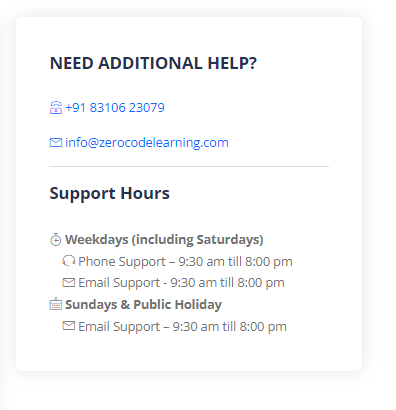 NEED ADDITIONAL HELP?
+91 83106 23079
info@zerocodelearning.com
Support Hours
Weekdays (including Saturdays)
Phone Support – 9:30 am till 8:00 pm
Email Support - 9:30 am till 8:00 pm
Sundays & Public Holiday
Email Support – 9:30 am till 8:00 pm